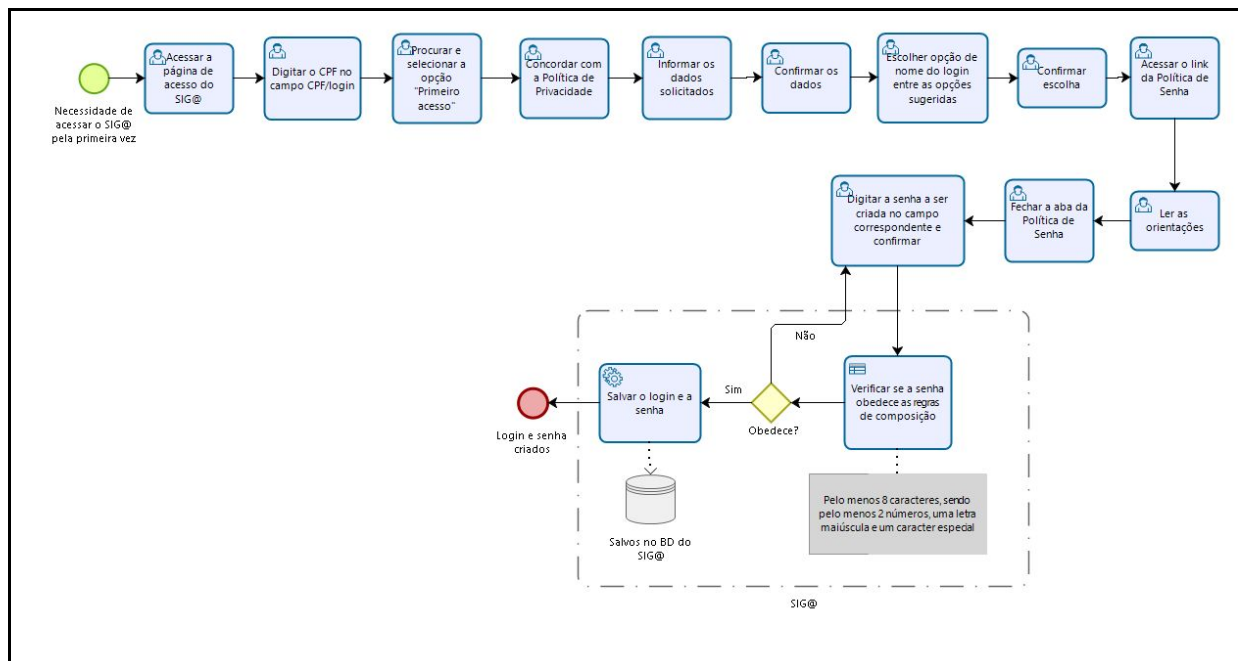 Necessidade de
acessar o SIG@
pela primeira vez
Acessar a
página de
acesso do
SIG@
Digitar o CPF no
campo CPF/login
Procurar e
selecionar a
opção
"Primeiro
acesso"
Concordar com
a Política de
Privacidade
Informar os
dados
solicitados
Confirmar os
dados
Escolher opção de
nome do login
entre as opções
sugeridas
Confirmar
escolha
Acessar o link
da Política de
Senha
Ler as
orientações
Fechar a aba da
Política de
Senha
Digitar a senha a ser
criada no campo
correspondente e
confirmar
Verificar se a senha
obedece as regras
de composição
Pelo menos 8 caracteres, sendo
pelo menos 2 números, uma letra
maiúscula e um caracter especial
Obedece?
Não
Sim
Salvar o login e a
senha
Salvos no BD do
SIG@
Login e senha
criados
SIG@